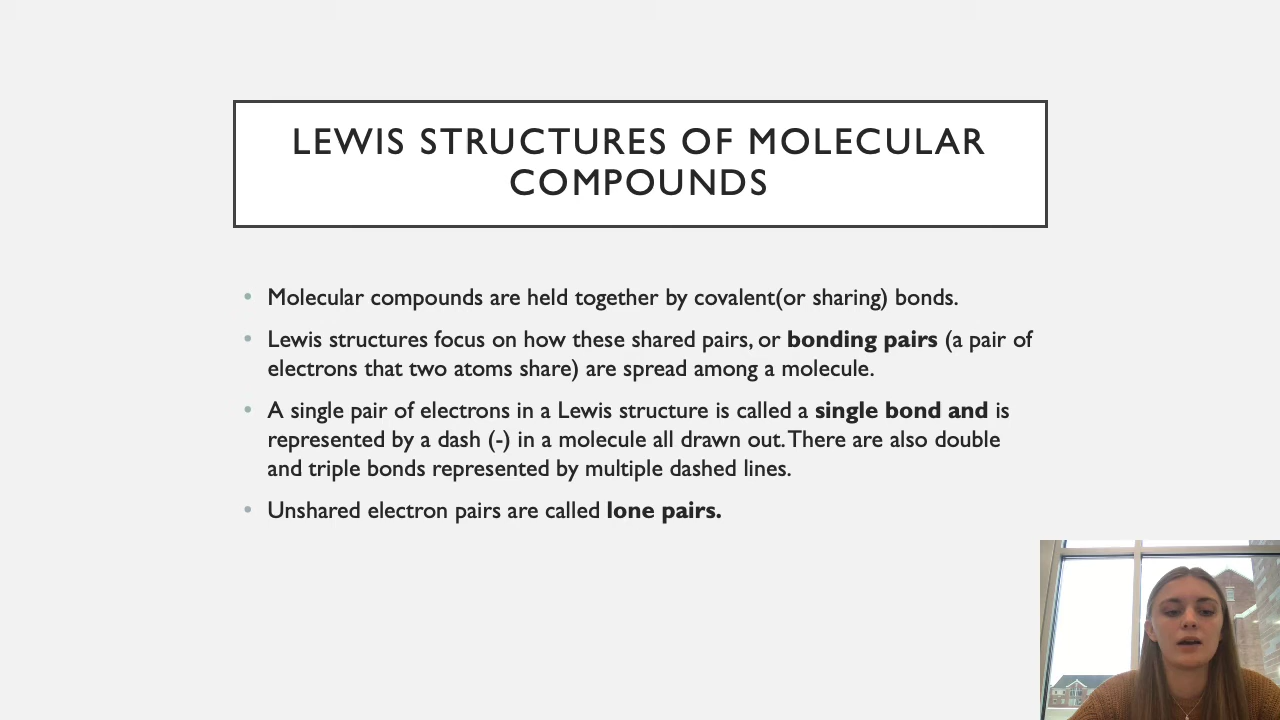 LEWIS STRUCTURES OF MOLECULAR
COMPOUNDS
• Molecular compounds are held together by covalent(or sharing) bonds.
• Lewis structures focus on how these shared pairs, or bonding pairs (a pair of
electrons that two atoms share) are spread among a molecule.
• A single pair of electrons in a Lewis structure is called a single bond and is
represented by a dash (-) in a molecule all drawn out. There are also double
and triple bonds represented by multiple dashed lines.
• Unshared electron pairs are called lone pairs.